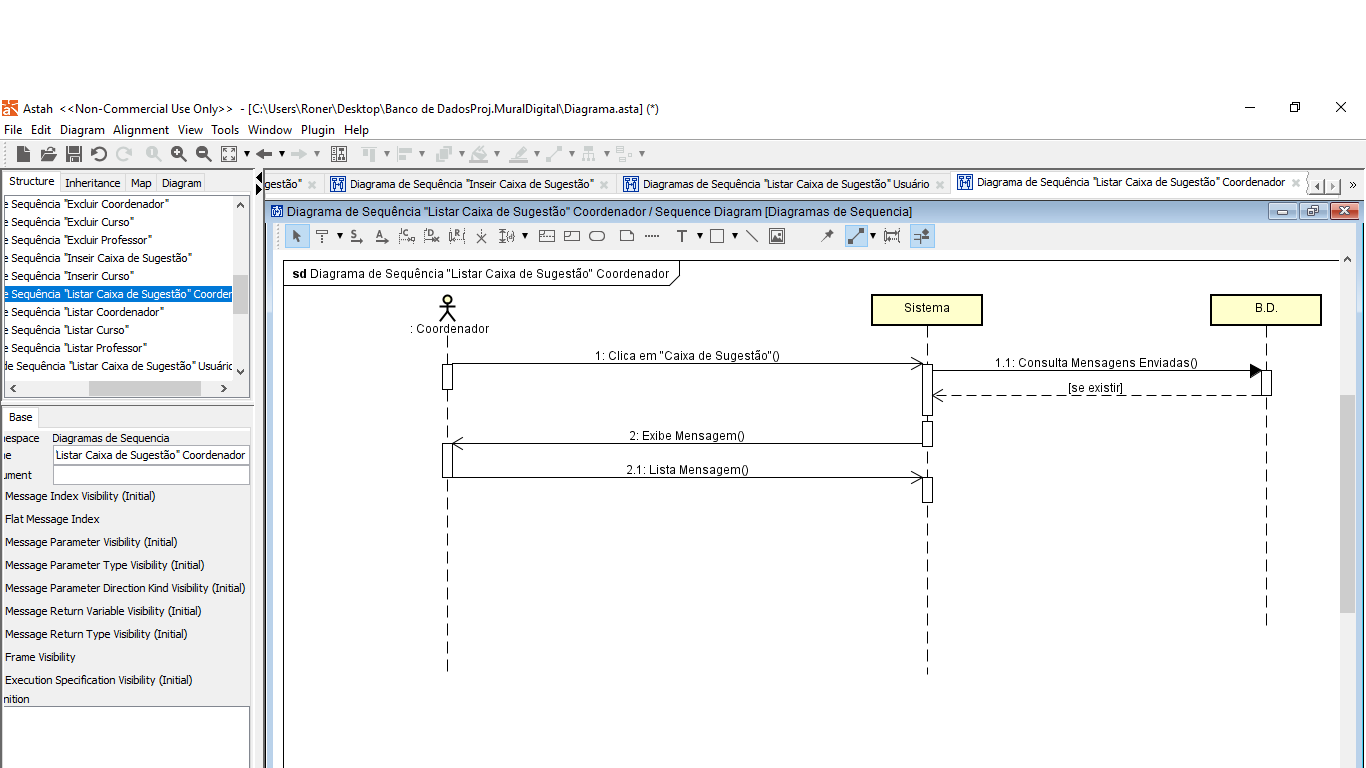 Astah <<Non-Commercial Use Only>> - [C:\Users\Roner\Desktop\Banco de DadosProj.MuralDigital\Diagrama.asta] (*)
File Edit Diagram Alignment View Tools Window Plugin Help
Structure Inheritance Map Diagram
gestão" Diagrama de Sequência "Inseir Caixa de Sugestão" Diagramas de Sequência "Listar Caixa de Sugestão" Usuário Diagrama de Sequência "Listar Caixa de Sugestão" Coordenador
e Sequência "Excluir Coordenador"
e Sequência "Excluir Curso"
e Sequência "Excluir Professor"
e Sequência "Inseir Caixa de Sugestão"
e Sequência "Inserir Curso"
e Sequência "Listar Caixa de Sugestão" Coorden
e Sequência "Listar Coordenador"
e Sequência "Listar Curso"
e Sequência "Listar Professor"
de Sequência "Listar Caixa de Sugestão" Usuáric
Base
nespace Diagramas de Sequencia
ne Listar Caixa de Sugestão" Coordenador
ument
Message Index Visibility (Initial)
Flat Message Index
Message Parameter Visibility (Initial)
Message Parameter Type Visibility (Initial)
Message Parameter Direction Kind Visibility (Initial)
Message Return Variable Visibility (Initial)
Message Return Type Visibility (Initial)
Frame Visibility
Execution Specification Visibility (Initial)
nition
Diagrama de Sequência "Listar Caixa de Sugestão" Coordenador / Sequence Diagram [Diagramas de Sequencia]
sd Diagrama de Sequência "Listar Caixa de Sugestão" Coordenador
: Coordenador
Sistema
B.D.
1: Clica em "Caixa de Sugestão"()
1.1: Consulta Mensagens Enviadas()
[se existir]
2: Exibe Mensagem()
2.1: Lista Mensagem()